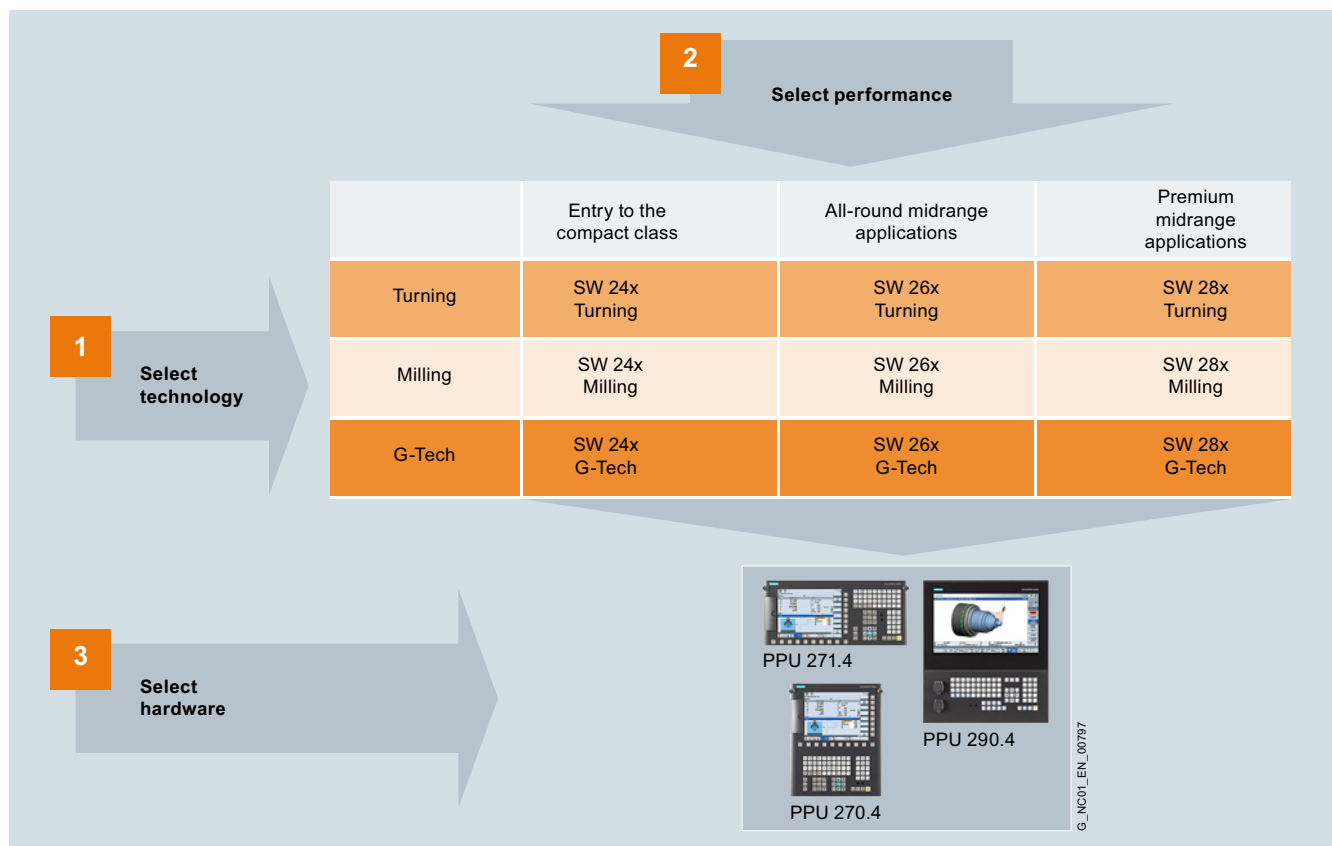 2
Select performance
Entry to the
compact class
All-round midrange
applications
Premium
midrange
applications
Turning
SW 24x
Turning
SW 26x
Turning
SW 28x
Turning
1
Select
technology
Milling
SW 24x
Milling
SW 26x
Milling
SW 28x
Milling
G-Tech
SW 24x
G-Tech
SW 26x
G-Tech
SW 28x
G-Tech
3
Select
hardware
PPU 271.4
PPU 290.4
PPU 270.4
G_NC01_EN_00797